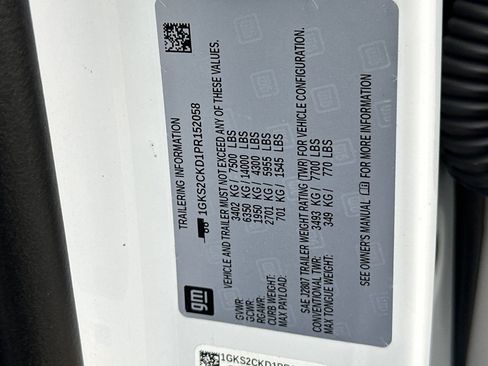 TRAILERING INFORMATION
1GKS2CKD1PR152058
VEHICLE AND TRAILER MUST NOT EXCEED ANY OF THESE VALUES.
GVWR: 3402 KG / 7500 LBS
GCWR: 6350 KG / 14000 LBS
RGAWR: 1950 KG / 4300 LBS
CURB WEIGHT: 2701 KG / 5955 LBS
MAX PAYLOAD: 701 KG / 1545 LBS
SAE J2807 TRAILER WEIGHT RATING (TWR) FOR VEHICLE CONFIGURATION.
CONVENTIONAL TWR: 3493 KG / 7700 LBS
MAX TONGUE WEIGHT: 349 KG / 770 LBS
SEE OWNER'S MANUAL FOR MORE INFORMATION
gm
1GKS2CKD1PR